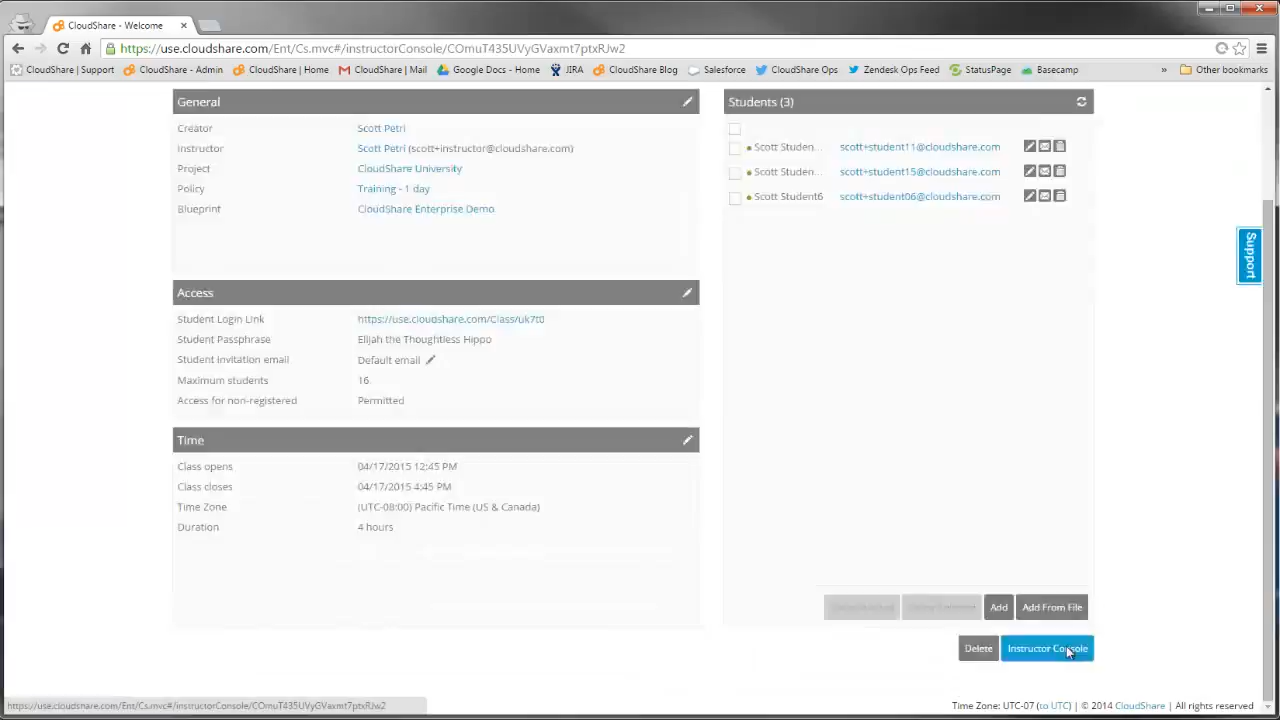 CloudShare - Welcome
https://use.cloudshare.com/Ent/Cs.mvc#/instructorConsole/COmuT435UVyGVaxmt7ptxRJw2
CloudShare | Support
CloudShare - Admin
CloudShare | Home
CloudShare | Mail
Google Docs - Home
JIRA
CloudShare Blog
Salesforce
CloudShare Ops
Zendesk Ops Feed
StatusPage
Basecamp
»
Other bookmarks
General
Creator Scott Petri
Instructor Scott Petri (scott+instructor@cloudshare.com)
Project CloudShare University
Policy Training - 1 day
Blueprint CloudShare Enterprise Demo
Access
Student Login Link https://use.cloudshare.com/Class/uk7t0
Student Passphrase Elijah the Thoughtless Hippo
Student invitation email Default email
Maximum students 16
Access for non-registered Permitted
Time
Class opens 04/17/2015 12:45 PM
Class closes 04/17/2015 4:45 PM
Time Zone (UTC-08:00) Pacific Time (US & Canada)
Duration 4 hours
Students (3)
Scott Studen... scott+student11@cloudshare.com
Scott Studen... scott+student15@cloudshare.com
Scott Student6 scott+student06@cloudshare.com
Support
Add Add From File
Delete Instructor Console
https://use.cloudshare.com/Ent/Cs.mvc#/instructorConsole/COmuT435UVyGVaxmt7ptxRJw2
Time Zone: UTC-07 (to UTC) | © 2014 CloudShare | All rights reserved